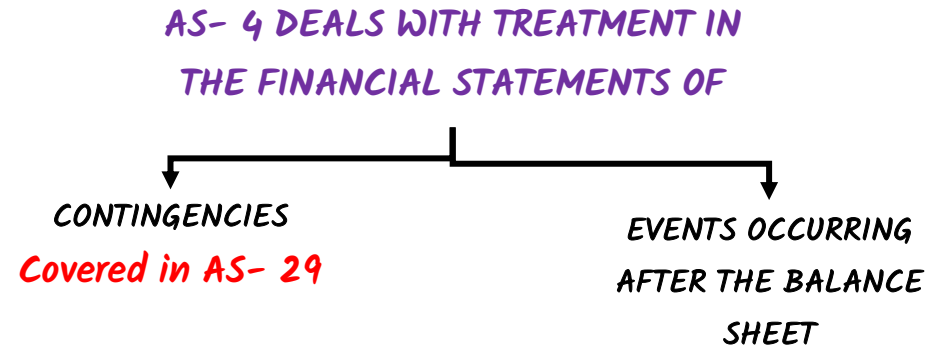 AS- 4 DEALS WITH TREATMENT IN
THE FINANCIAL STATEMENTS OF
CONTINGENCIES
Covered in AS- 29
EVENTS OCCURRING
AFTER THE BALANCE
SHEET